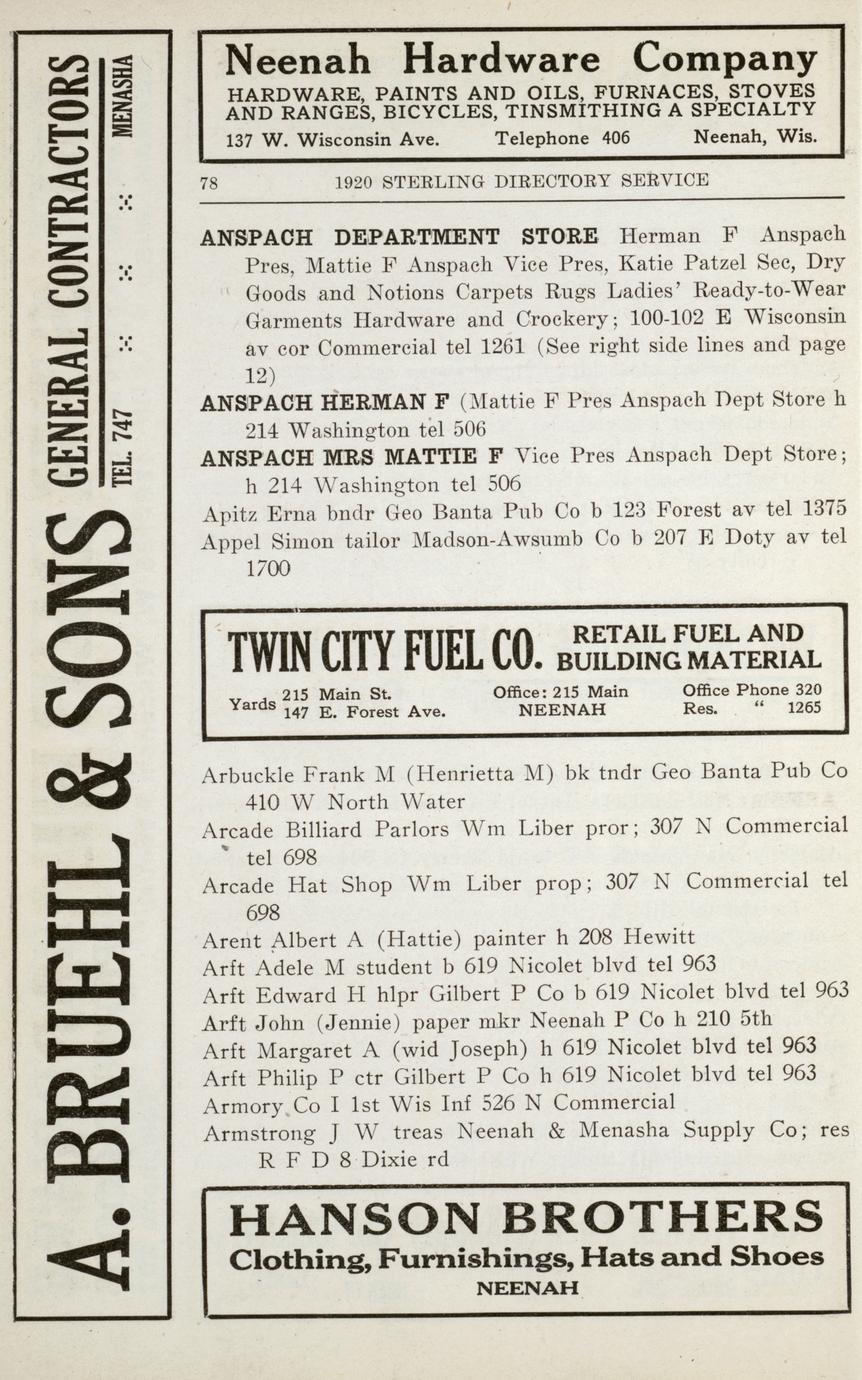 A. BRUEHL & SONS GENERAL CONTRACTORS
TEL. 747 MENASHA
Neenah Hardware Company
HARDWARE, PAINTS AND OILS, FURNACES, STOVES
AND RANGES, BICYCLES, TINSMITHING A SPECIALTY
137 W. Wisconsin Ave. Telephone 406 Neenah, Wis.
78 1920 STERLING DIRECTORY SERVICE
ANSPACH DEPARTMENT STORE Herman F Anspach
Pres, Mattie F Anspach Vice Pres, Katie Patzel Sec, Dry
Goods and Notions Carpets Rugs Ladies' Ready-to-Wear
Garments Hardware and Crockery; 100-102 E Wisconsin
av cor Commercial tel 1261 (See right side lines and page
12)
ANSPACH HERMAN F (Mattie F Pres Anspach Dept Store h
214 Washington tel 506
ANSPACH MRS MATTIE F Vice Pres Anspach Dept Store;
h 214 Washington tel 506
Apitz Erna bndr Geo Banta Pub Co b 123 Forest av tel 1375
Appel Simon tailor Madson-Awsumb Co b 207 E Doty av tel
1700
TWIN CITY FUEL CO. RETAIL FUEL AND
BUILDING MATERIAL
Yards 215 Main St. Office: 215 Main Office Phone 320
147 E. Forest Ave. NEENAH Res. " 1265
Arbuckle Frank M (Henrietta M) bk tndr Geo Banta Pub Co
410 W North Water
Arcade Billiard Parlors Wm Liber pror; 307 N Commercial
tel 698
Arcade Hat Shop Wm Liber prop; 307 N Commercial tel
698
Arent Albert A (Hattie) painter h 208 Hewitt
Arft Adele M student b 619 Nicolet blvd tel 963
Arft Edward H hlpr Gilbert P Co b 619 Nicolet blvd tel 963
Arft John (Jennie) paper mkr Neenah P Co h 210 5th
Arft Margaret A (wid Joseph) h 619 Nicolet blvd tel 963
Arft Philip P ctr Gilbert P Co h 619 Nicolet blvd tel 963
Armory Co I 1st Wis Inf 526 N Commercial
Armstrong J W treas Neenah & Menasha Supply Co; res
R F D 8 Dixie rd
HANSON BROTHERS
Clothing, Furnishings, Hats and Shoes
NEENAH